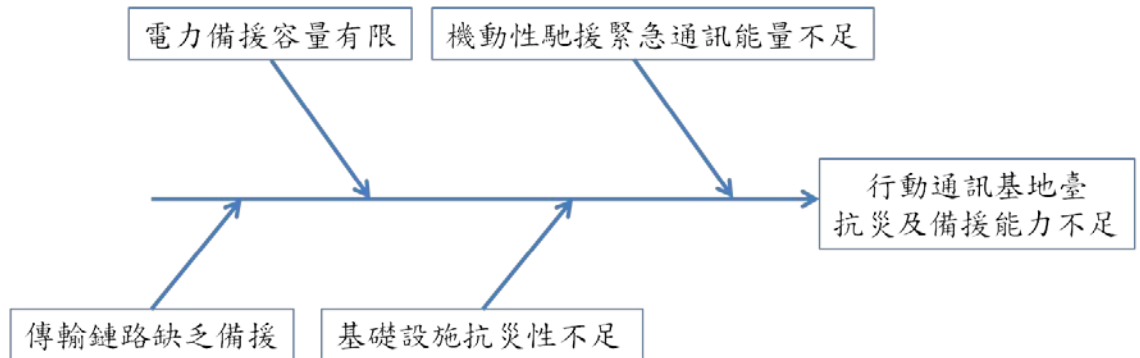 電力備援容量有限
機動性馳援緊急通訊能量不足
行動通訊基地臺
抗災及備援能力不足
傳輸鏈路缺乏備援
基礎設施抗災性不足